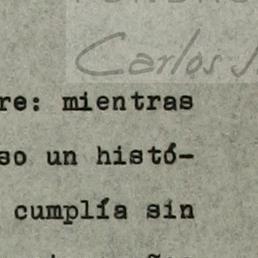 Carlos J.
re: mientras
so un histó-
cumplía sin